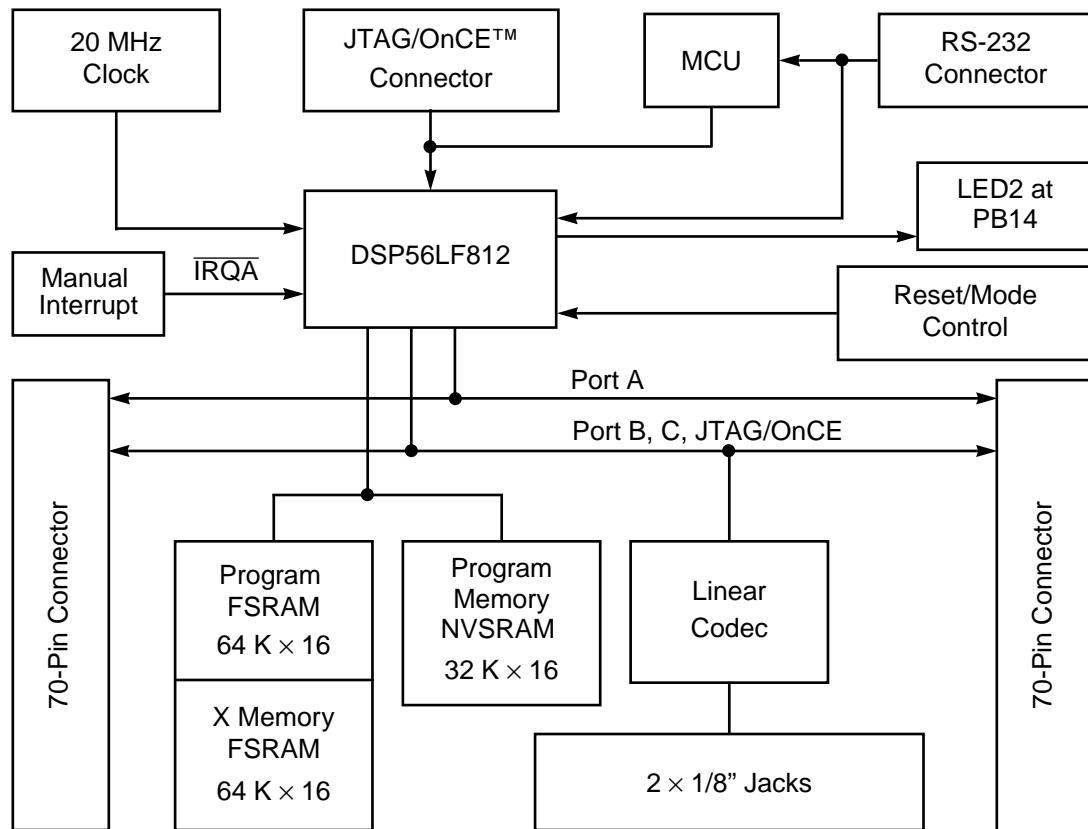 20 MHz
Clock
JTAG/OnCE™
Connector
MCU
RS-232
Connector
LED2 at
PB14
DSP56LF812
Manual
Interrupt
IRQA
Reset/Mode
Control
Port A
Port B, C, JTAG/OnCE
70-Pin Connector
Program
FSRAM
64 K × 16
X Memory
FSRAM
64 K × 16
Program
Memory
NVSRAM
32 K × 16
Linear
Codec
2 × 1/8” Jacks
70-Pin Connector